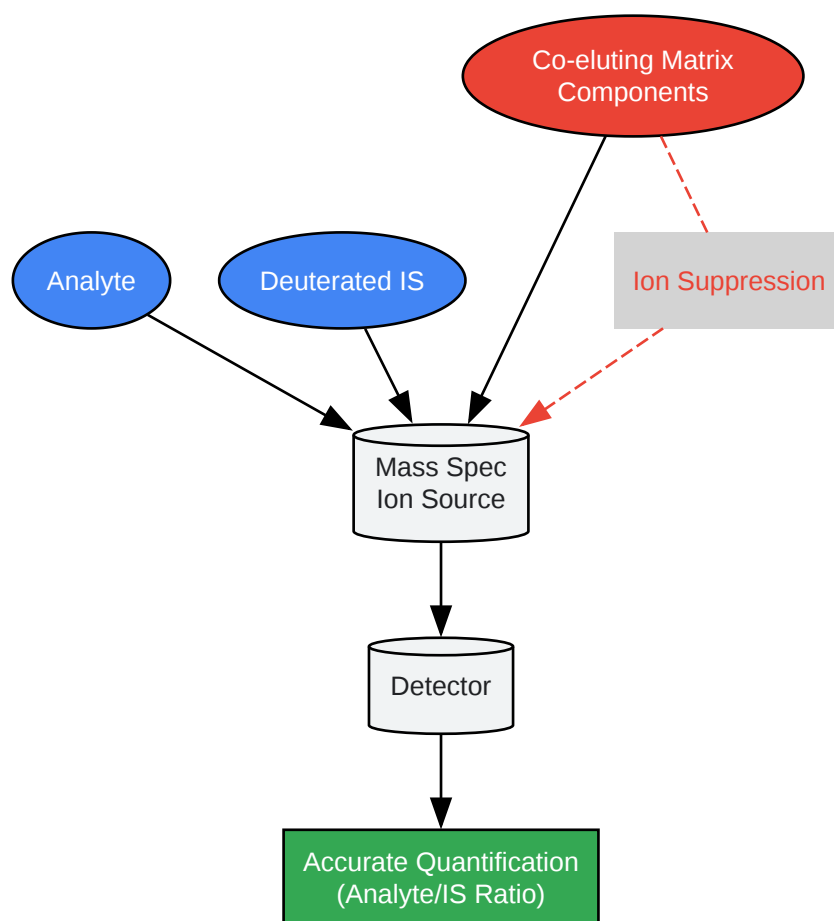 Co-eluting Matrix
Components
Analyte
Deuterated IS
Ion Suppression
Mass Spec
Ion Source
Detector
Accurate Quantification
(Analyte/IS Ratio)